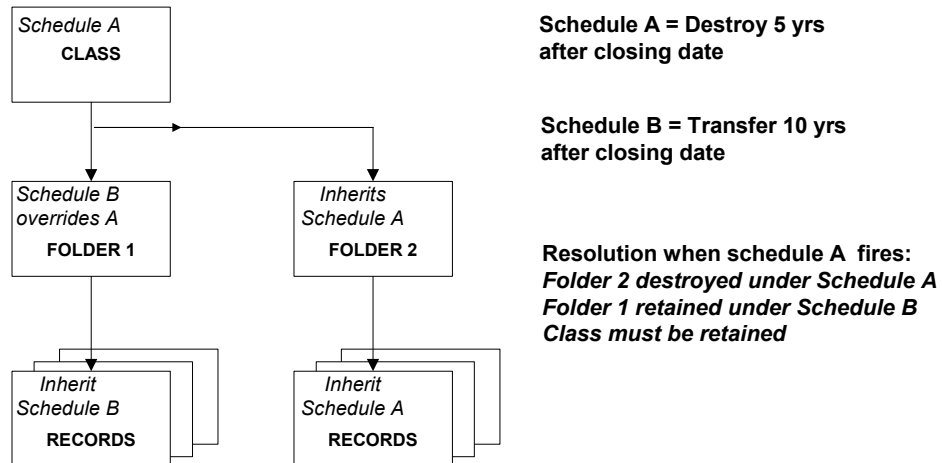 Schedule A
CLASS
Schedule A = Destroy 5 yrs
after closing date
Schedule B = Transfer 10 yrs
after closing date
Schedule B
overrides A
FOLDER 1
Inherits
Schedule A
FOLDER 2
Resolution when schedule A fires:
Folder 2 destroyed under Schedule A
Folder 1 retained under Schedule B
Class must be retained
Inherit
Schedule B
RECORDS
Inherit
Schedule A
RECORDS